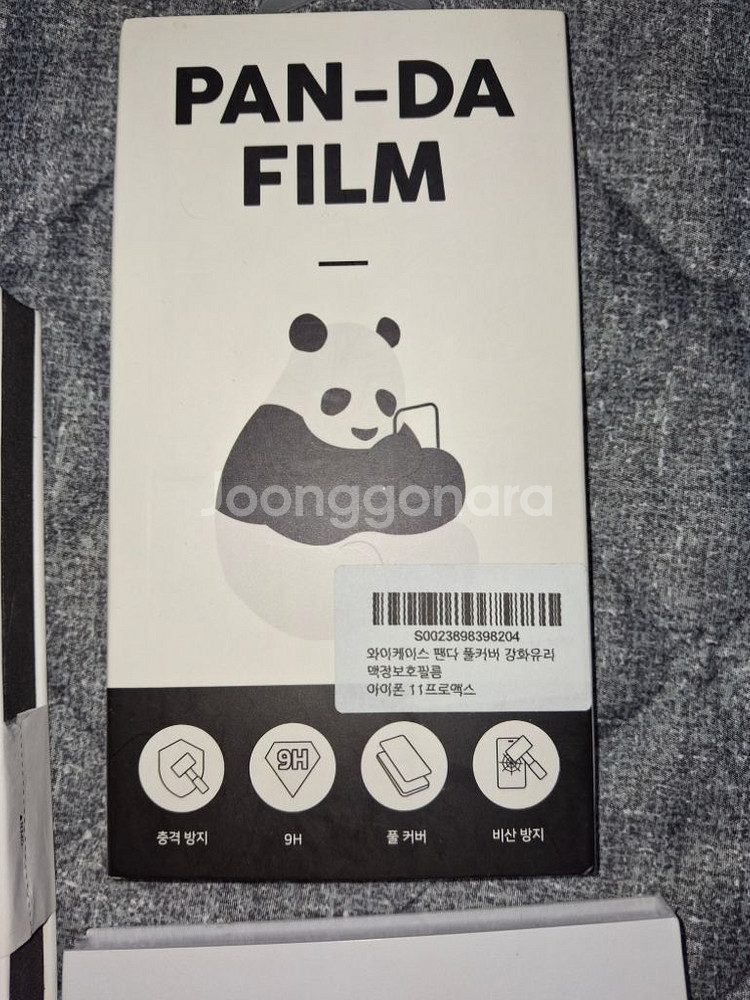 PAN-DA
FILM
Joonggonara
S0023898398204
와이케이스 팬다 풀커버 강화유리
액정보호필름
아이폰 11프로맥스
9H
충격 방지
9H
풀 커버
비산 방지